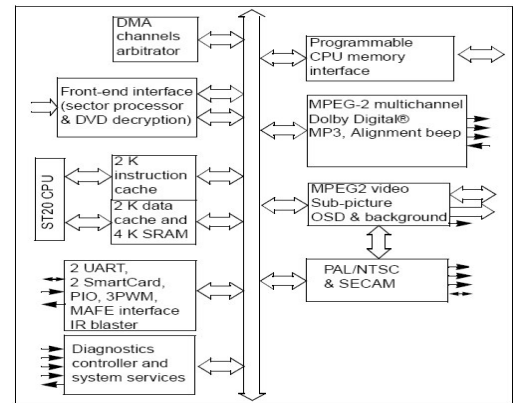 DMA
channels
arbitrator
Front-end interface
(sector processor
& DVD decryption)
ST20 CPU
2 K
instruction
cache
2 K data
cache and
4 K SRAM
2 UART,
2 SmartCard,
PIO, 3PWM,
MAFE interface
IR blaster
Diagnostics
controller and
system services
Programmable
CPU memory
interface
MPEG-2 multichannel
Dolby Digital®
MP3, Alignment beep
MPEG2 video
Sub-picture
OSD & background
PAL/NTSC
& SECAM